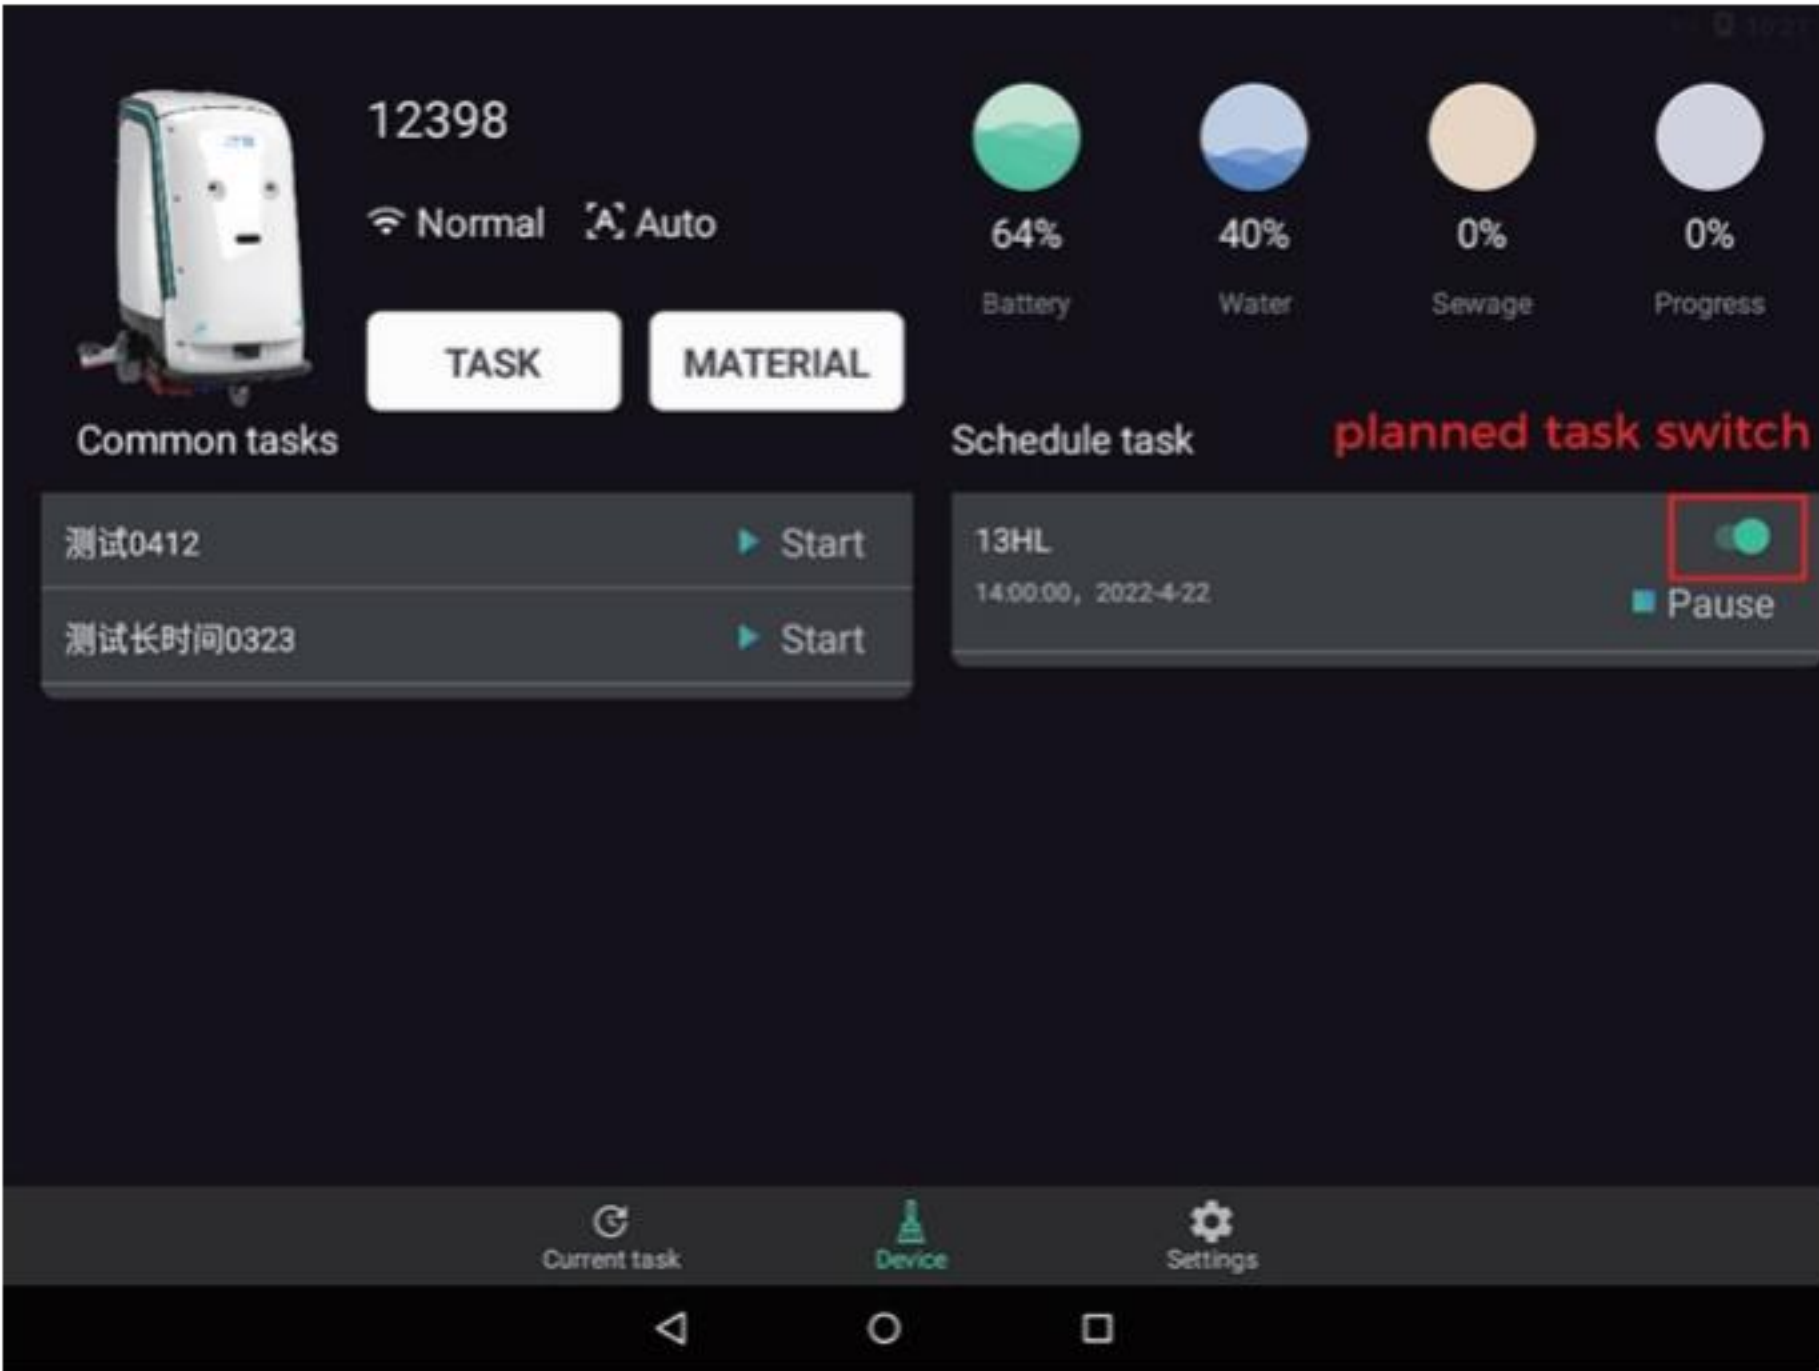 12398
Normal
Auto
TASK
MATERIAL
64%
40%
0%
0%
Battery
Water
Sewage
Progress
Common tasks
测试0412
Start
测试长时间0323
Start
Schedule task
planned task switch
13HL
14:00:00，2022-4-22
Pause
Current task
Device
Settings